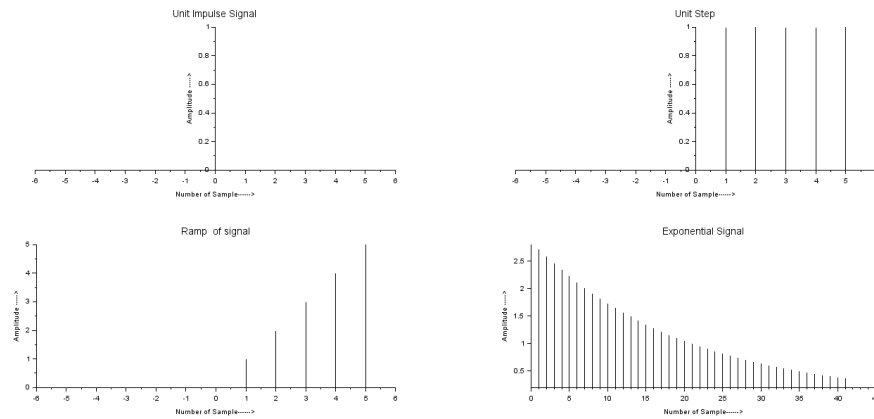 Unit Impulse Signal
1
0.8
0.6
0.4
0.2
0
Amplitude ---->
-6 -5 -4 -3 -2 -1 0 1 2 3 4 5 6
Number of Sample----->
Unit Step
1
0.8
0.6
0.4
0.2
0
Amplitude ---->
-6 -5 -4 -3 -2 -1 0 1 2 3 4 5
Number of Sample----->
Ramp of signal
5
4
3
2
1
0
Amplitude ---->
-6 -5 -4 -3 -2 -1 0 1 2 3 4 5 6
Number of Sample----->
Exponential Signal
2.5
2
1.5
1
0.5
Amplitude ---->
0 5 10 15 20 25 30 35 40 45
Number of Sample----->